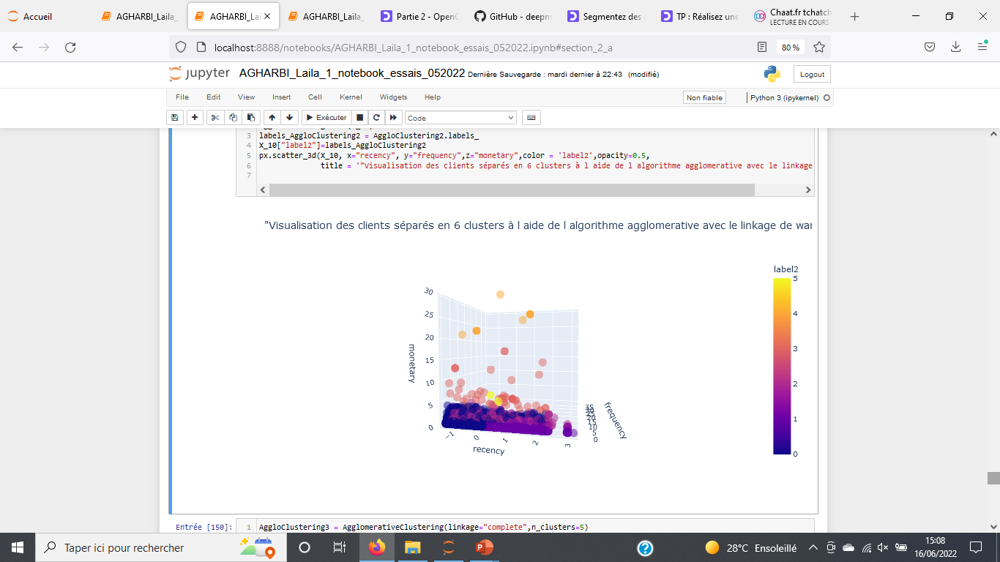 Accueil
AGHARBI_Laila_
AGHARBI_Lai
AGHARBI_Laila_
Partie 2 - OpenC
GitHub - deepm
Segmentez des
TP : Réalisez une
Chaat.fr tchatch
LECTURE EN COURS
localhost:8888/notebooks/AGHARBI_Laila_1_notebook_essais_052022.ipynb#section_2_a
80 %
jupyter AGHARBI_Laila_1_notebook_essais_052022 Dernière Sauvegarde : mardi dernier à 22:43 (modifié)
Logout
File Edit View Insert Cell Kernel Widgets Help
Non fiable
Python 3 (ipykernel)
Exécuter
Code
3 labels_AggloClustering2 = AggloClustering2.labels_
4 X_10["label2"]=labels_AggloClustering2
5 px.scatter_3d(X_10, x="recency", y="frequency",z="monetary",color = 'label2',opacity=0.5,
6 title = '"Visualisation des clients séparés en 6 clusters à l aide de l algorithme agglomerative avec le linkage
7
"Visualisation des clients séparés en 6 clusters à l aide de l algorithme agglomerative avec le linkage de war
label2
5
4
3
2
1
0
30
25
20
15
10
5
0
monetary
−1
0
1
2
3
recency
35
30
25
20
15
10
5
0
frequency
Entrée [150]:
1 AggloClustering3 = AgglomerativeClustering(linkage="complete",n_clusters=5)
Taper ici pour rechercher
28°C Ensoleillé
15:08
16/06/2022